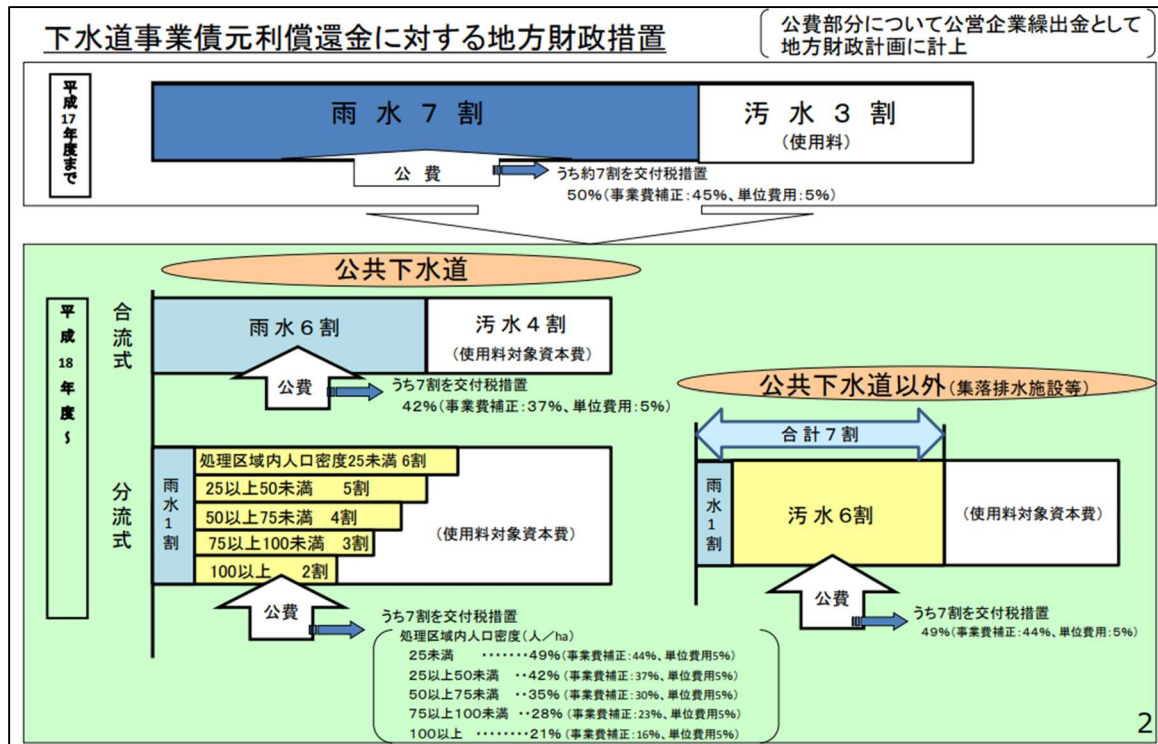 下水道事業債元利償還金に対する地方財政措置
公費部分について公営企業繰出金として
地方財政計画に計上
平成17年度まで
雨水7割
汚水3割
(使用料)
公費
うち約7割を交付税措置
50%(事業費補正:45%、単位費用:5%)
平成18年度～
公共下水道
合流式
雨水6割
汚水4割
(使用料対象資本費)
公費
うち7割を交付税措置
42%(事業費補正:37%、単位費用:5%)
分流式
雨水1割
処理区域内人口密度25未満 6割
25以上50未満 5割
50以上75未満 4割
75以上100未満 3割
100以上 2割
(使用料対象資本費)
公費
うち7割を交付税措置
処理区域内人口密度(人／ha)
25未満 ・・・・・・・49%(事業費補正:44%、単位費用5%)
25以上50未満 ・・42%(事業費補正:37%、単位費用5%)
50以上75未満 ・・35%(事業費補正:30%、単位費用5%)
75以上100未満 ・・28%(事業費補正:23%、単位費用5%)
100以上 ・・・・・・・・21%(事業費補正:16%、単位費用5%)
公共下水道以外(集落排水施設等)
合計7割
雨水1割
汚水6割
(使用料対象資本費)
公費
うち7割を交付税措置
49%(事業費補正:44%、単位費用:5%)
2